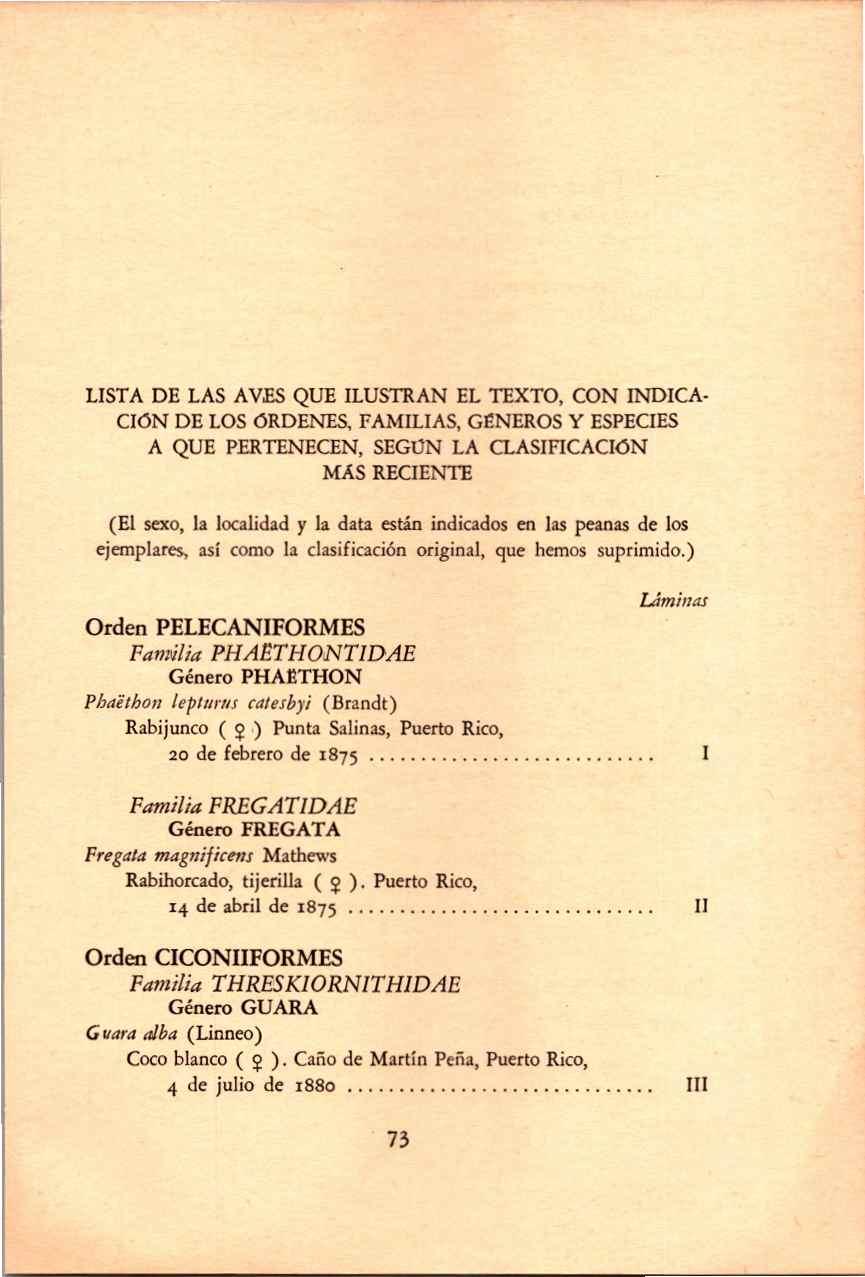 LISTA DE LAS AVES QUE ILUSTRAN EL TEXTO, CON INDICA-
CIÓN DE LOS ÓRDENES, FAMILIAS, GÉNEROS Y ESPECIES
A QUE PERTENECEN, SEGÚN LA CLASIFICACIÓN
MÁS RECIENTE
(El sexo, la localidad y la data están indicados en las peanas de los
ejemplares, así como la clasificación original, que hemos suprimido.)
Láminas
Orden PELECANIFORMES
Familia PHAËTHONTIDAE
Género PHAËTHON
Phaëthon lepturus catesbyi (Brandt)
Rabijunco ( ♀ ) Punta Salinas, Puerto Rico,
20 de febrero de 1875 ............................ I
Familia FREGATIDAE
Género FREGATA
Fregata magnificens Mathews
Rabihorcado, tijerilla ( ♀ ). Puerto Rico,
14 de abril de 1875 .............................. II
Orden CICONIIFORMES
Familia THRESKIORNITHIDAE
Género GUARA
Guara alba (Linneo)
Coco blanco ( ♀ ). Caño de Martín Peña, Puerto Rico,
4 de julio de 1880 .............................. III
73